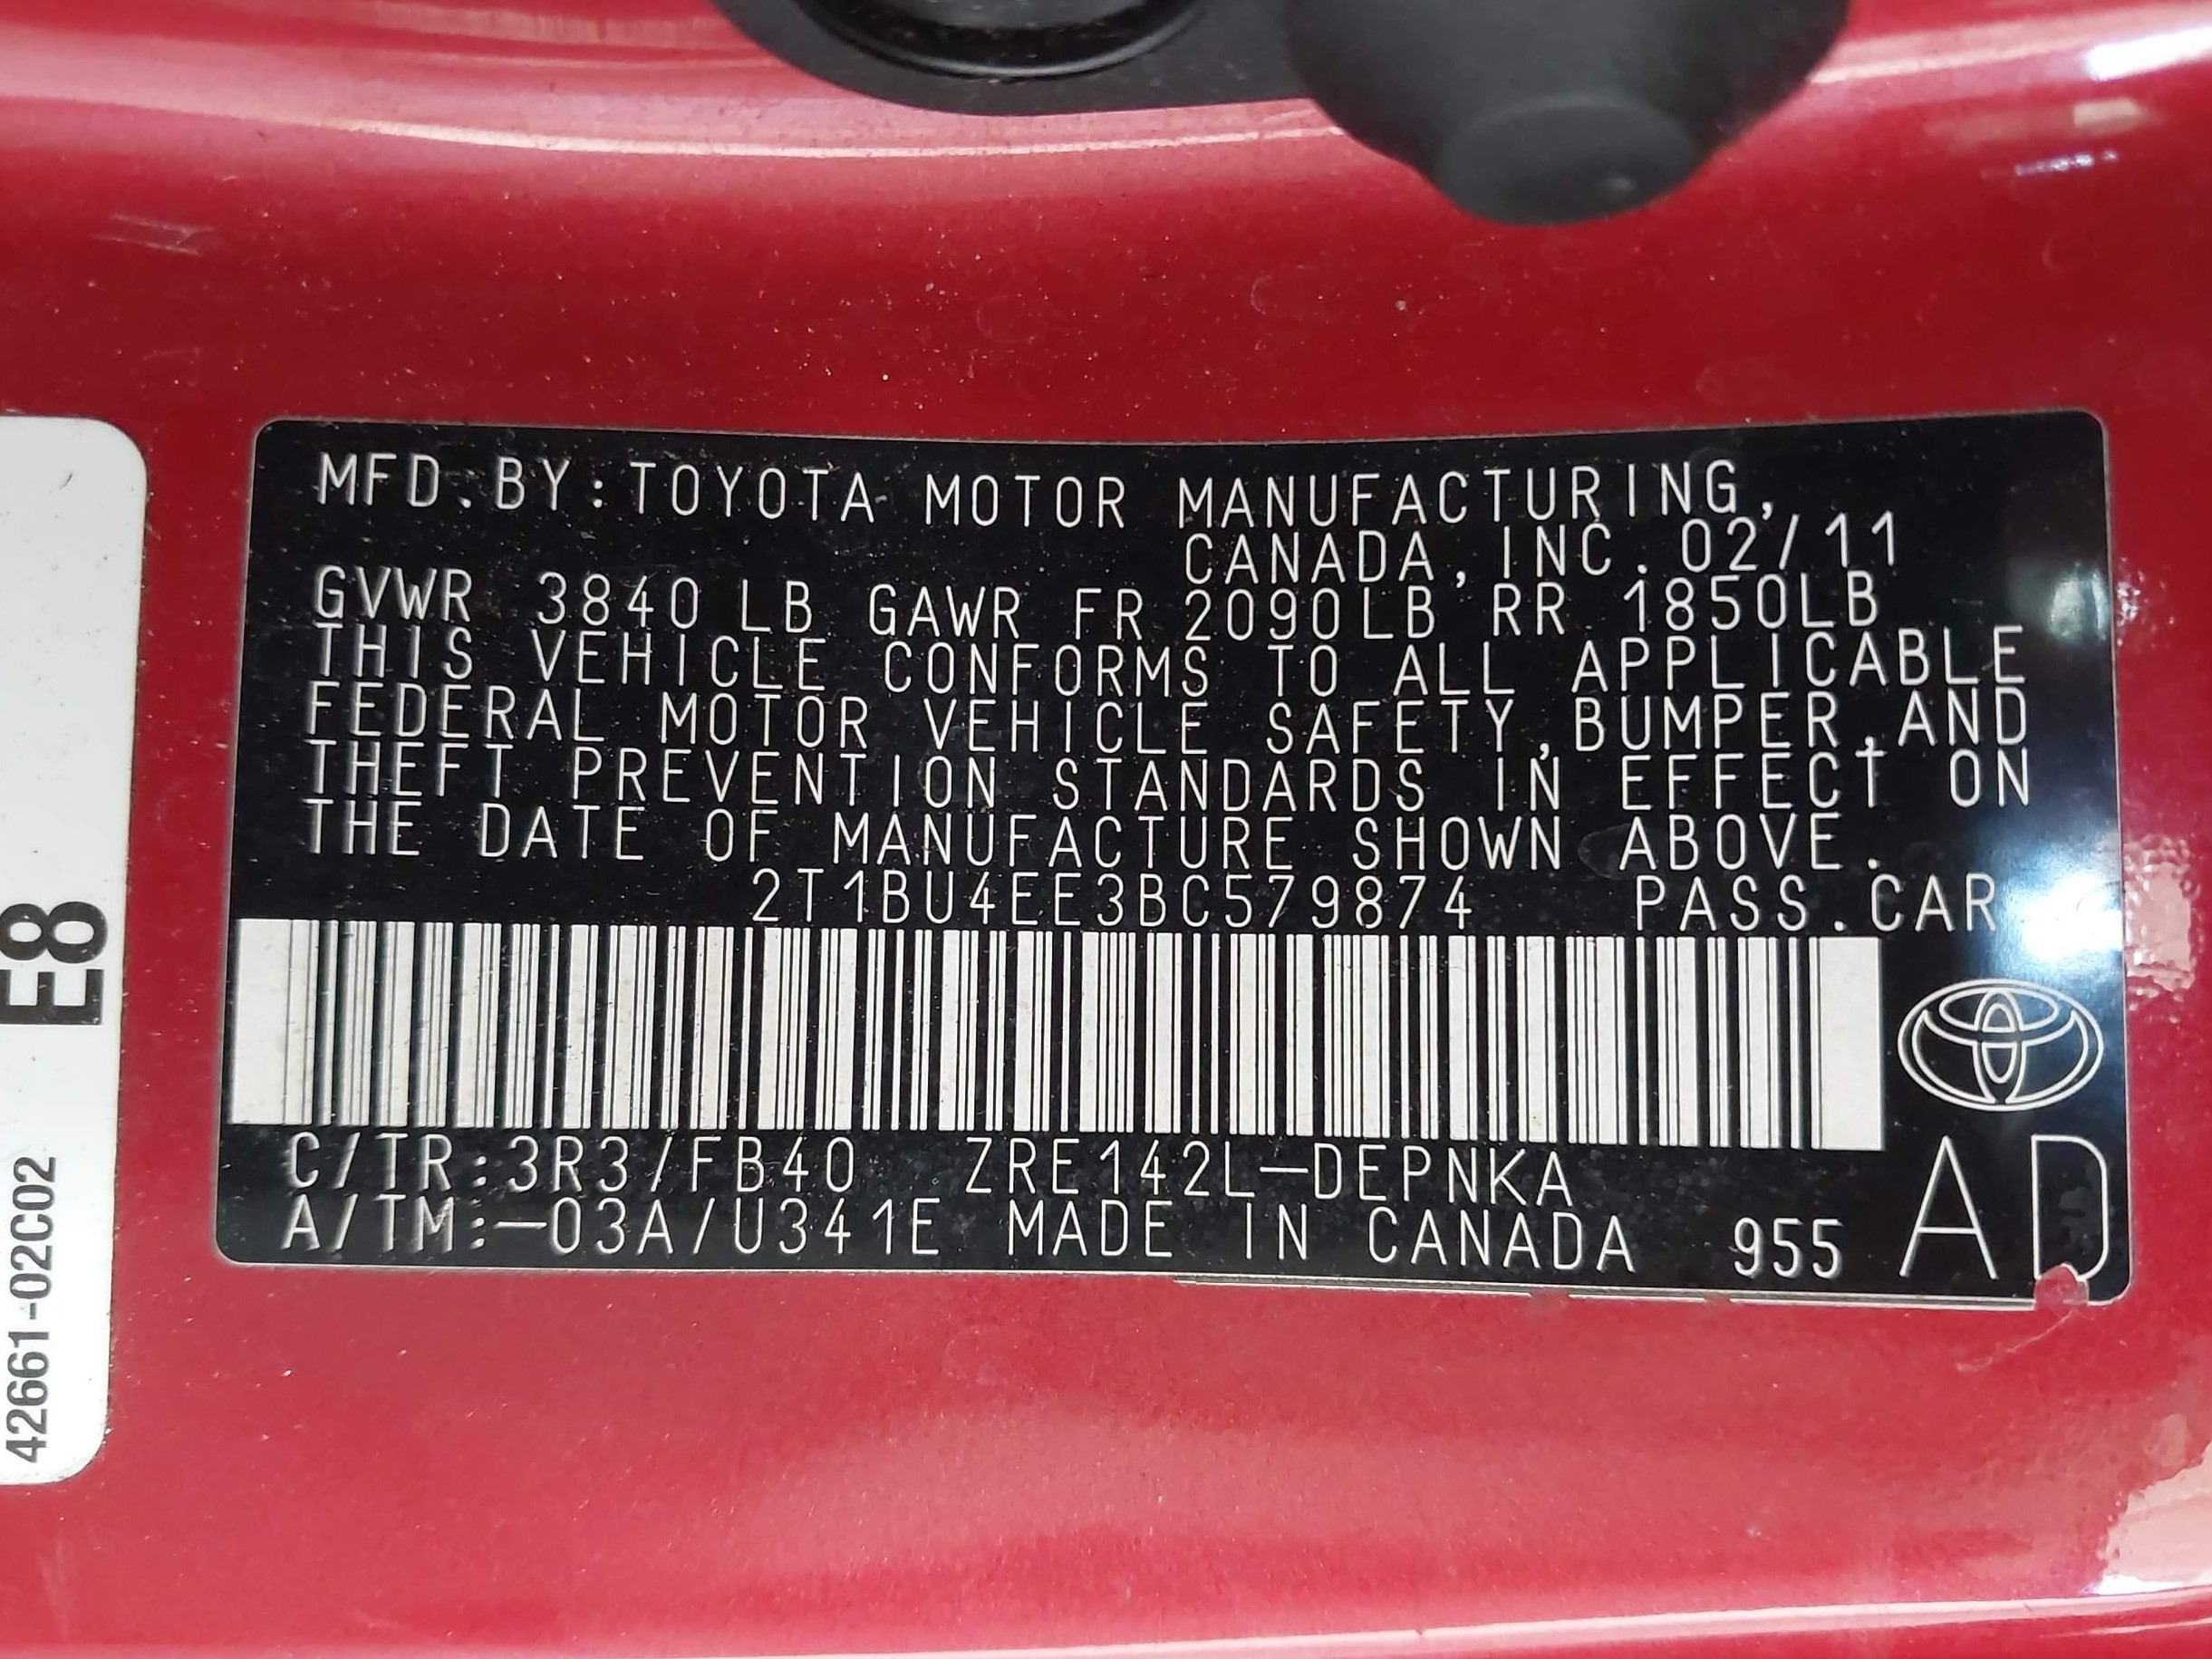 MFD.BY:TOYOTA MOTOR MANUFACTURING,
CANADA,INC.02/11
GVWR 3840LB GAWR FR 2090LB RR 1850LB
THIS VEHICLE CONFORMS TO ALL APPLICABLE
FEDERAL MOTOR VEHICLE SAFETY,BUMPER,AND
THEFT PREVENTION STANDARDS IN EFFECT ON
THE DATE OF MANUFACTURE SHOWN ABOVE.
2T1BU4EE3BC579874 PASS.CAR
C/TR:3R3/FB40 ZRE142L-DEPNKA
A/TM:-03A/U341E MADE IN CANADA 955
AD
E8
42661-02C02